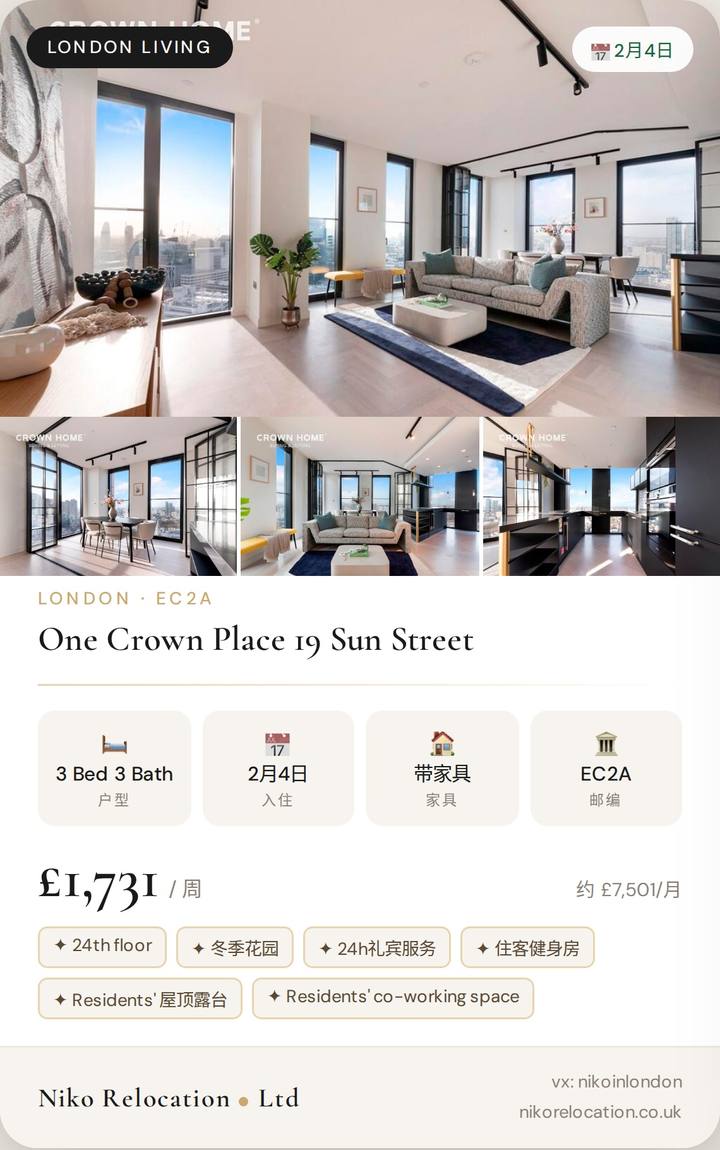 CROWN HOME
LONDON LIVING
17 2月4日
CROWN HOME
CROWN HOME
CROWN HOME
LONDON · EC2A
One Crown Place 19 Sun Street
3 Bed 3 Bath
户型
17
2月4日
入住
带家具
家具
EC2A
邮编
£1,731 / 周
约 £7,501/月
✦ 24th floor
✦ 冬季花园
✦ 24h礼宾服务
✦ 住客健身房
✦ Residents' 屋顶露台
✦ Residents' co-working space
Niko Relocation • Ltd
vx: nikoinlondon
nikorelocation.co.uk